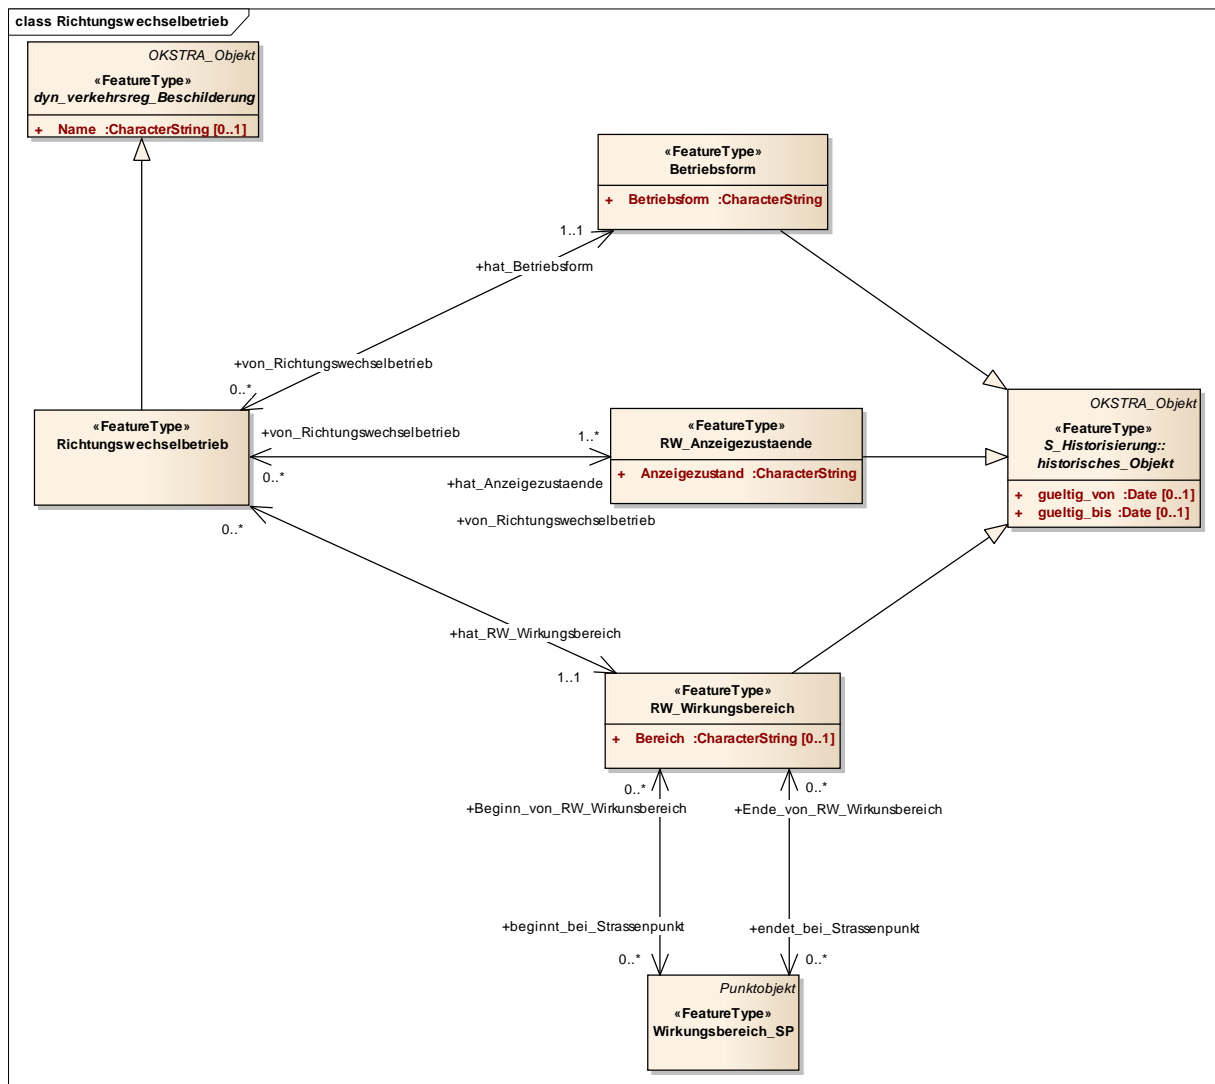 class Richtungswechselbetrieb
OKSTRA_Objekt
«FeatureType»
dyn_verkehrsreg_Beschilderung
+ Name :CharacterString [0..1]
«FeatureType»
Betriebsform
+ Betriebsform :CharacterString
1..1
+hat_Betriebsform
+von_Richtungswechselbetrieb
0..*
«FeatureType»
Richtungswechselbetrieb
+von_Richtungswechselbetrieb
0..*
1..*
+hat_Anzeigezustaende
«FeatureType»
RW_Anzeigezustaende
+ Anzeigezustand :CharacterString
OKSTRA_Objekt
«FeatureType»
S_Historisierung::
historisches_Objekt
+ gueltig_von :Date [0..1]
+ gueltig_bis :Date [0..1]
+von_Richtungswechselbetrieb
0..*
+hat_RW_Wirkungsbereich
1..1
«FeatureType»
RW_Wirkungsbereich
+ Bereich :CharacterString [0..1]
0..*
+Beginn_von_RW_Wirkunsbereich
0..*
+Ende_von_RW_Wirkunsbereich
+beginnt_bei_Strassenpunkt
0..*
+endet_bei_Strassenpunkt
0..*
Punktobjekt
«FeatureType»
Wirkungsbereich_SP